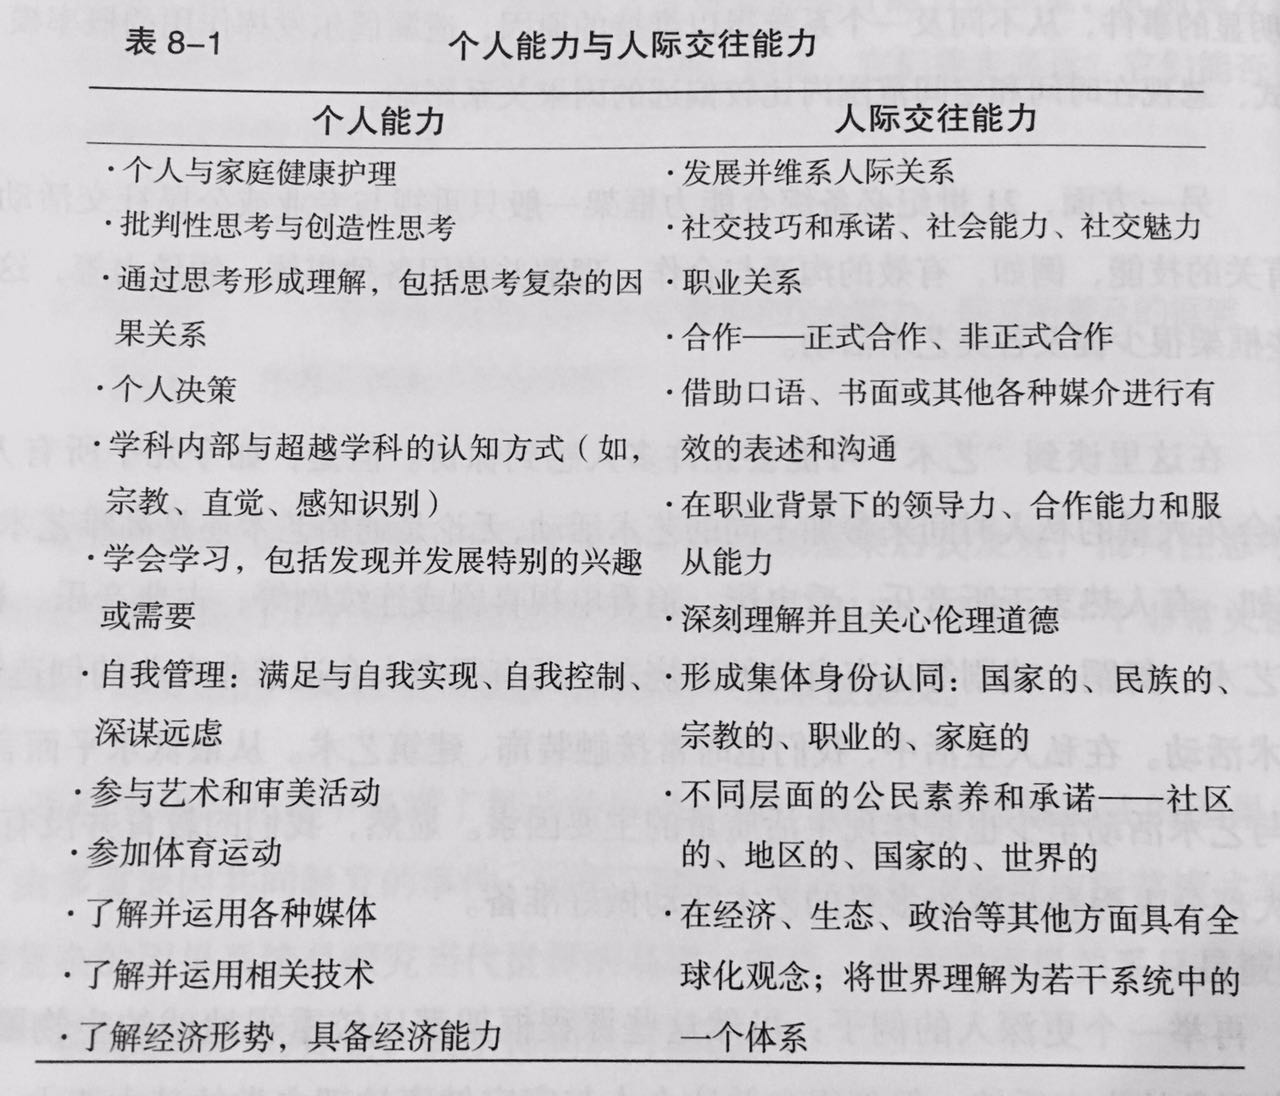 表 8-1 个人能力与人际交往能力
个人能力
·个人与家庭健康护理
·批判性思考与创造性思考
·通过思考形成理解，包括思考复杂的因
果关系
·个人决策
·学科内部与超越学科的认知方式（如，
宗教、直觉、感知识别）
·学会学习，包括发现并发展特别的兴趣
或需要
·自我管理：满足与自我实现、自我控制、
深谋远虑
·参与艺术和审美活动
·参加体育运动
·了解并运用各种媒体
·了解并运用相关技术
·了解经济形势，具备经济能力
人际交往能力
·发展并维系人际关系
·社交技巧和承诺、社会能力、社交魅力
·职业关系
·合作——正式合作、非正式合作
·借助口语、书面或其他各种媒介进行有
效的表述和沟通
·在职业背景下的领导力、合作能力和服
从能力
·深刻理解并且关心伦理道德
·形成集体身份认同：国家的、民族的、
宗教的、职业的、家庭的
·不同层面的公民素养和承诺——社区
的、地区的、国家的、世界的
·在经济、生态、政治等其他方面具有全
球化观念；将世界理解为若干系统中的
一个体系